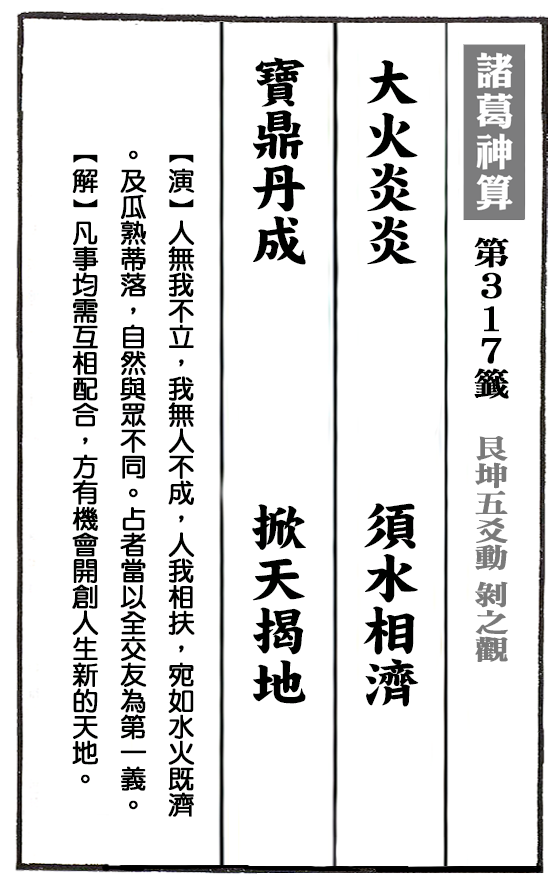 諸葛神算 第317籤 艮坤五爻動 剝之觀
大火炎炎 須水相濟
寶鼎丹成 掀天揭地
【演】人無我不立，我無人不成，人我相扶，宛如水火既濟
。及瓜熟蒂落，自然與眾不同。占者當以全交友為第一義。
【解】凡事均需互相配合，方有機會開創人生新的天地。